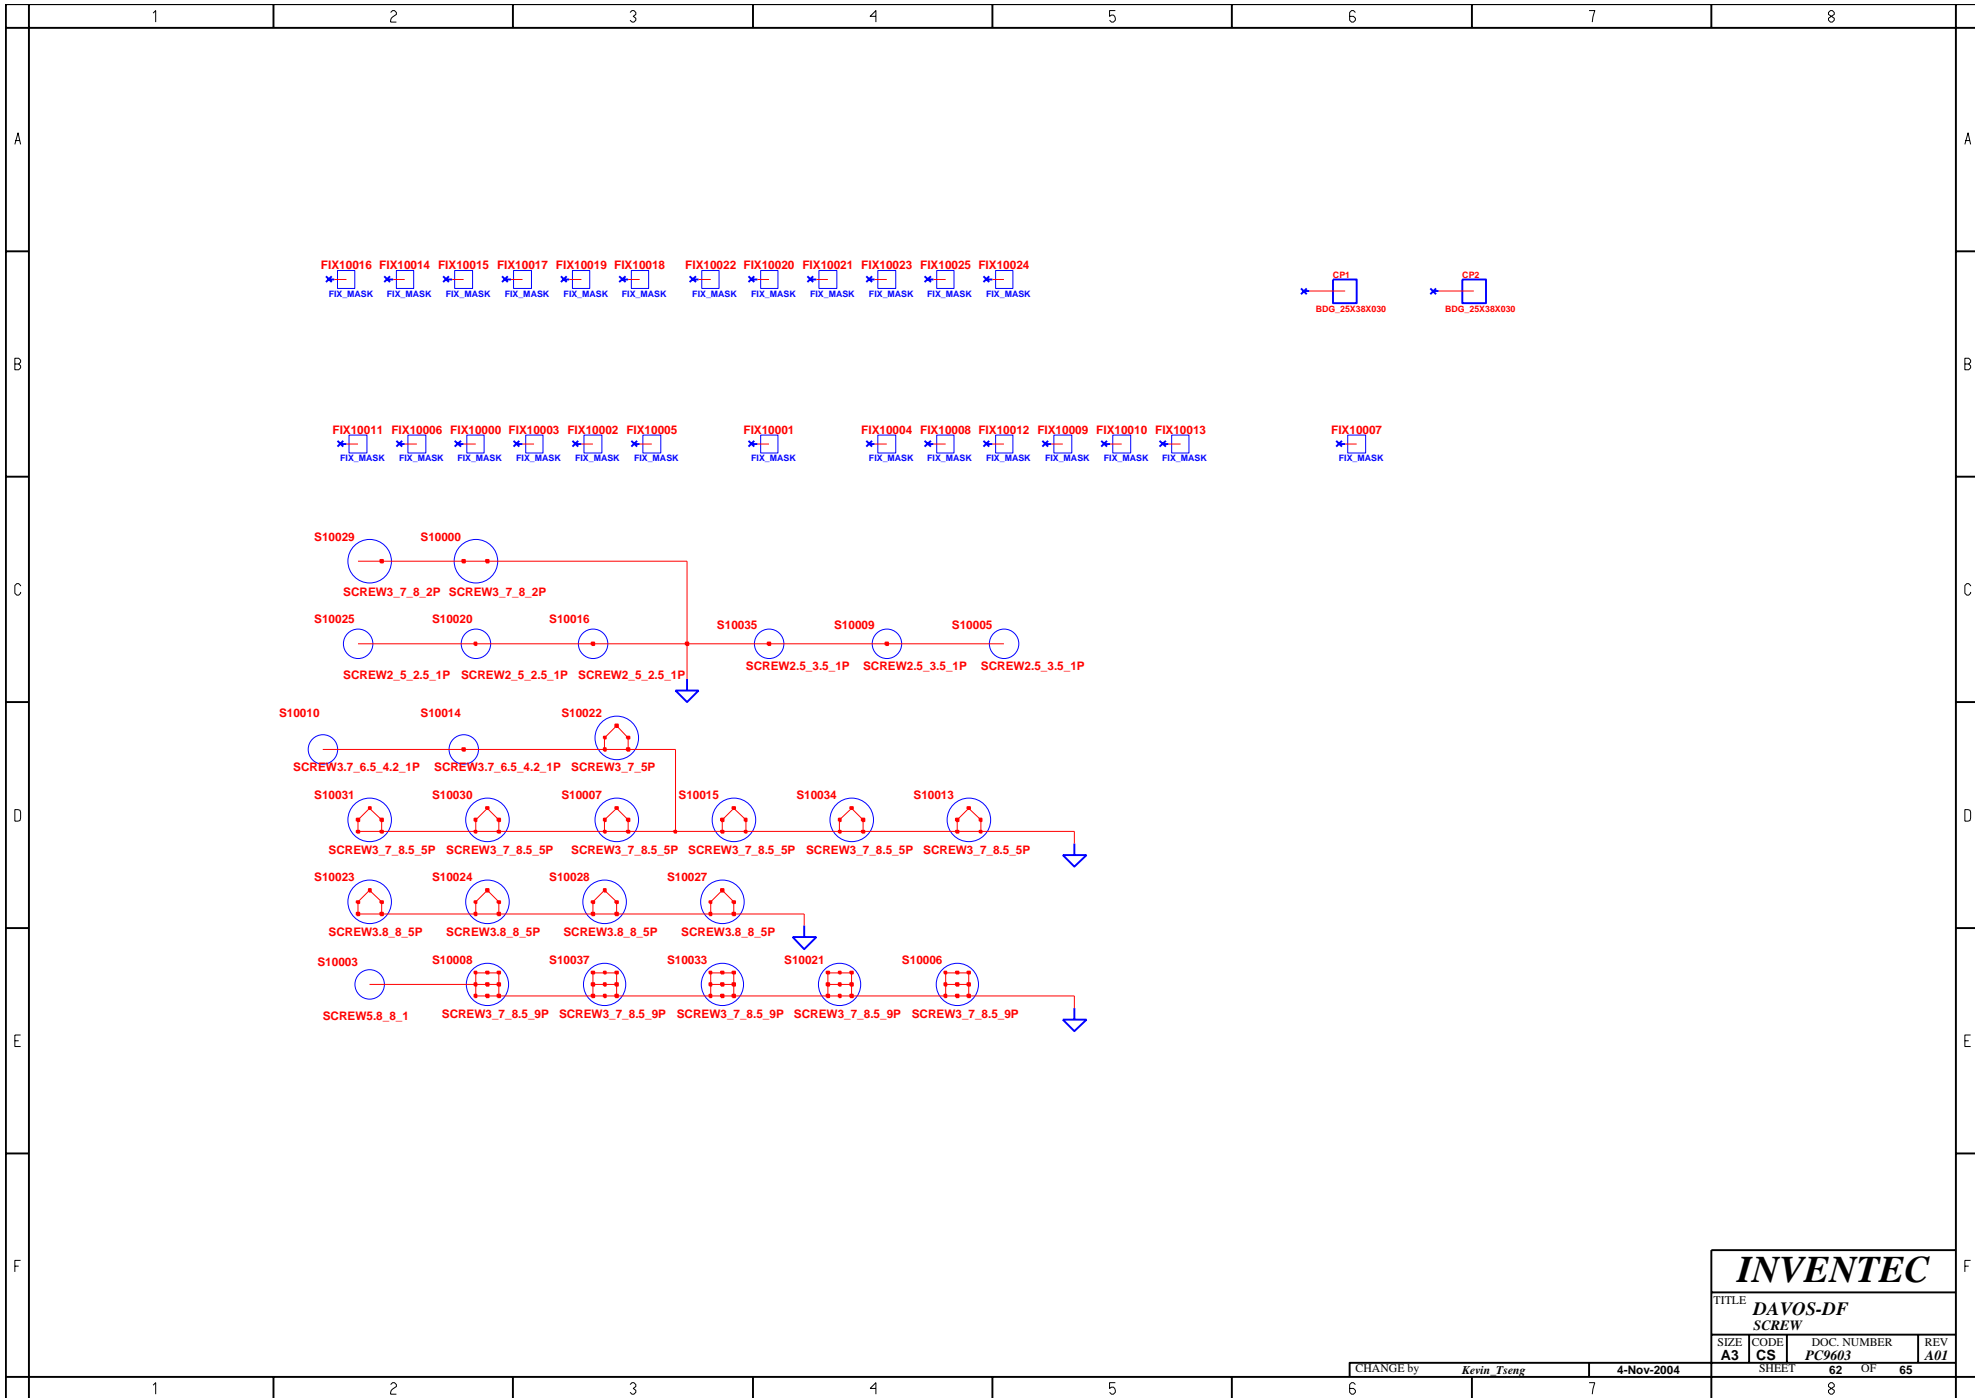 1 2 3 4 5 6 7 8
A A
FIX10016 FIX10014 FIX10015 FIX10017 FIX10019 FIX10018 FIX10022 FIX10020 FIX10021 FIX10023 FIX10025 FIX10024 CP1 CP2
FIX_MASK FIX_MASK FIX_MASK FIX_MASK FIX_MASK FIX_MASK FIX_MASK FIX_MASK FIX_MASK FIX_MASK FIX_MASK FIX_MASK
BDG_25X38X030 BDG_25X38X030
B B
FIX10011 FIX10006 FIX10000 FIX10003 FIX10002 FIX10005 FIX10001 FIX10004 FIX10008 FIX10012 FIX10009 FIX10010 FIX10013 FIX10007
FIX_MASK FIX_MASK FIX_MASK FIX_MASK FIX_MASK FIX_MASK FIX_MASK FIX_MASK FIX_MASK FIX_MASK FIX_MASK FIX_MASK FIX_MASK FIX_MASK
S10029 S10000
SCREW3_7_8_2P SCREW3_7_8_2P
C C
S10025 S10020 S10016 S10035 S10009 S10005
SCREW2.5_3.5_1P SCREW2.5_3.5_1P SCREW2.5_3.5_1P
SCREW2_5_2.5_1P SCREW2_5_2.5_1P SCREW2_5_2.5_1P
S10010 S10014 S10022
SCREW3.7_6.5_4.2_1P SCREW3.7_6.5_4.2_1P SCREW3_7_5P
S10031 S10030 S10007 S10015 S10034 S10013
D D
SCREW3_7_8.5_5P SCREW3_7_8.5_5P SCREW3_7_8.5_5P SCREW3_7_8.5_5P SCREW3_7_8.5_5P SCREW3_7_8.5_5P
S10023 S10024 S10028 S10027
SCREW3.8_8_5P SCREW3.8_8_5P SCREW3.8_8_5P SCREW3.8_8_5P
S10003 S10008 S10037 S10033 S10021 S10006
SCREW5.8_8_1 SCREW3_7_8.5_9P SCREW3_7_8.5_9P SCREW3_7_8.5_9P SCREW3_7_8.5_9P SCREW3_7_8.5_9P
E E
F F
INVENTEC
TITLE DAVOS-DF
SCREW
SIZE CODE DOC. NUMBER REV
A3 CS PC9603 A01
CHANGE by Kevin_Tseng 4-Nov-2004 SHEET 62 OF 65
1 2 3 4 5 6 7 8